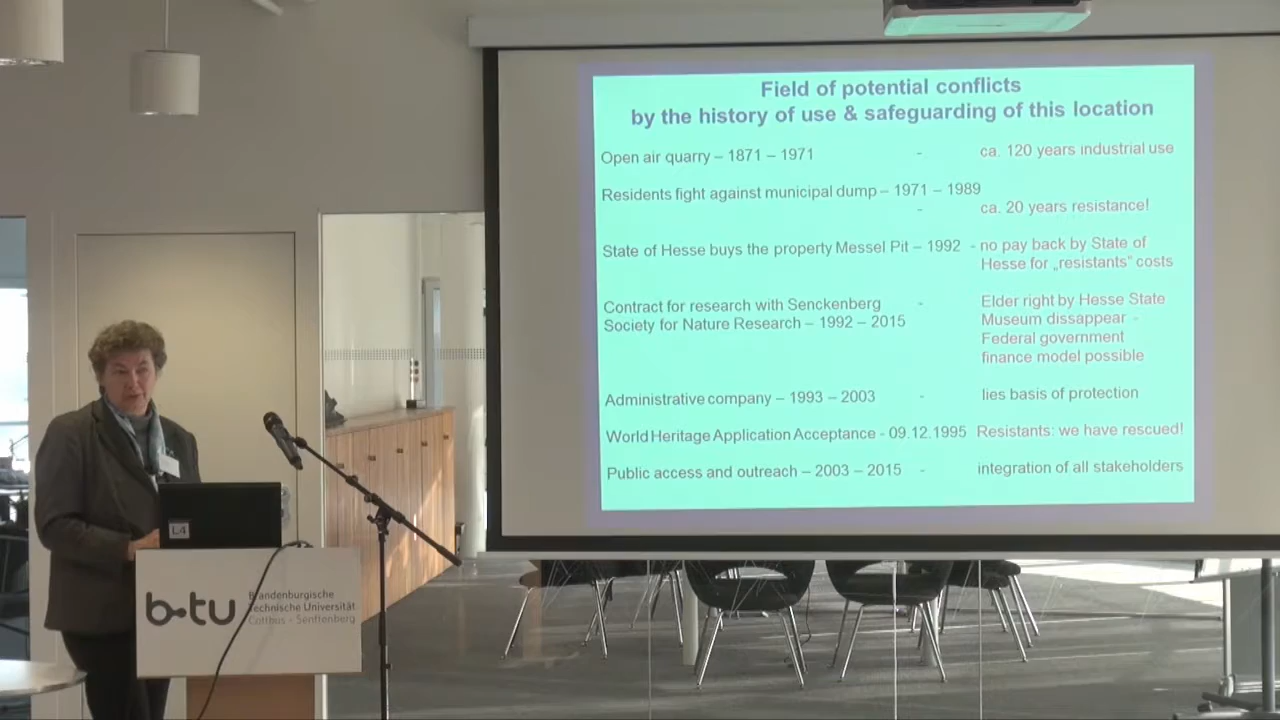 Field of potential conflicts
by the history of use & safeguarding of this location
Open air quarry – 1871 – 1971 - ca. 120 years industrial use
Residents fight against municipal dump – 1971 – 1989
- ca. 20 years resistance!
State of Hesse buys the property Messel Pit – 1992 - no pay back by State of
Hesse for „resistants" costs
Contract for research with Senckenberg - Elder right by Hesse State
Society for Nature Research – 1992 – 2015 Museum dissappear -
Federal government
finance model possible
Administrative company – 1993 – 2003 - lies basis of protection
World Heritage Application Acceptance - 09.12.1995 Resistants: we have rescued!
Public access and outreach – 2003 – 2015 - integration of all stakeholders
L4
b-tu
Brandenburgische
Technische Universität
Cottbus - Senftenberg